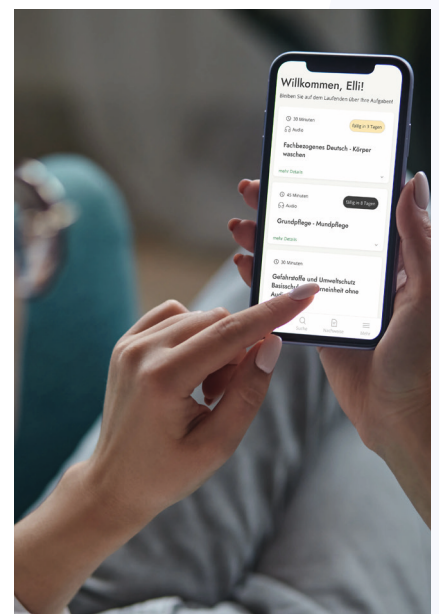 Willkommen, Elli!
Bleiben Sie auf dem Laufenden über Ihre Aufgaben!
30 Minuten
Fällig in 3 Tagen
Audio
Fachbezogenes Deutsch - Körper
waschen
mehr Details
45 Minuten
fällig in 8 Tagen
Audio
Grundpflege - Mundpflege
mehr Details
30 Minuten
Gefahrstoffe und Umweltschutz
ohne
Suche
Nachweise
Mehr